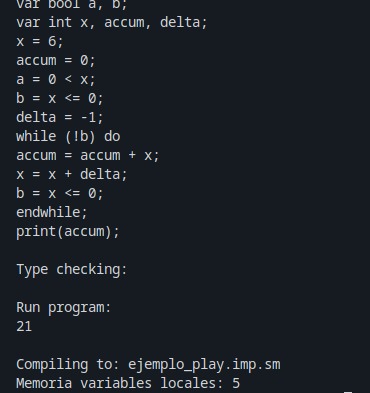 var bool a, b;
var int x, accum, delta;
x = 6;
accum = 0;
a = 0 < x;
b = x <= 0;
delta = -1;
while (!b) do
accum = accum + x;
x = x + delta;
b = x <= 0;
endwhile;
print(accum);

Type checking:

Run program:
21

Compiling to: ejemplo_play.imp.sm
Memoria variables locales: 5